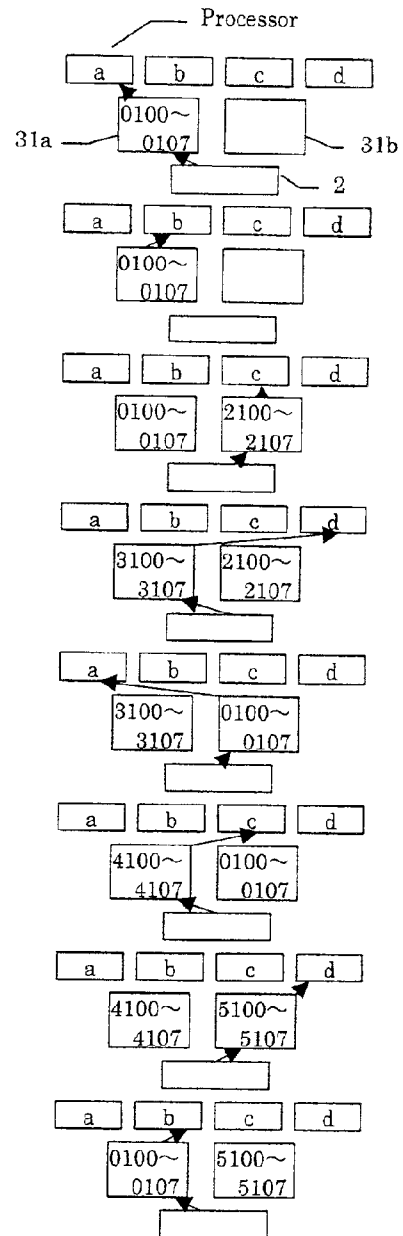 Processor
a b c d
0100~
31a 0107 31b
2
a b c d
0100~
0107
a b c d
0100~ 2100~
0107 2107
a b c d
3100~ 2100~
3107 2107
a b c d
3100~ 0100~
3107 0107
a b c d
4100~ 0100~
4107 0107
a b c d
4100~ 5100~
4107 5107
a b c d
0100~ 5100~
0107 5107